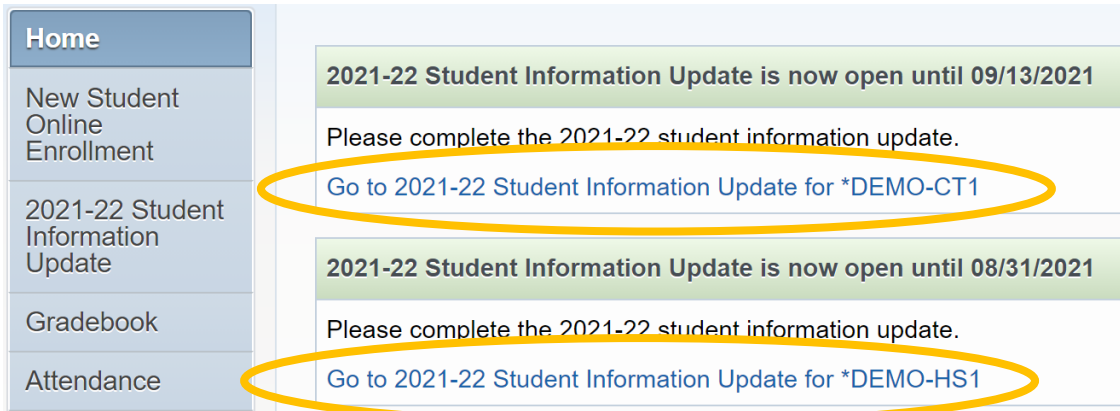 Home
New Student
Online
Enrollment
2021-22 Student
Information
Update
Gradebook
Attendance
2021-22 Student Information Update is now open until 09/13/2021
Please complete the 2021-22 student information update.
Go to 2021-22 Student Information Update for *DEMO-CT1
2021-22 Student Information Update is now open until 08/31/2021
Please complete the 2021-22 student information update.
Go to 2021-22 Student Information Update for *DEMO-HS1